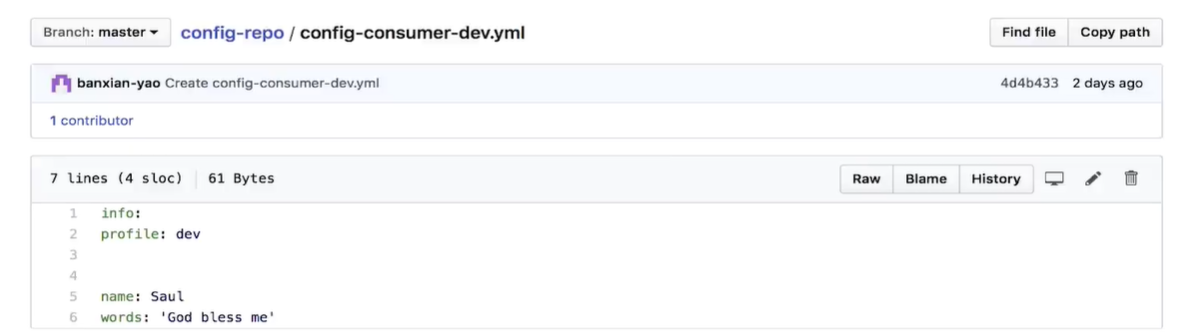 Branch: master
config-repo / config-consumer-dev.yml
Find file
Copy path
banxian-yao Create config-consumer-dev.yml
4d4b433 2 days ago
1 contributor
7 lines (4 sloc) 61 Bytes
Raw
Blame
History
1 info:
2 profile: dev
3
4
5 name: Saul
6 words: 'God bless me'